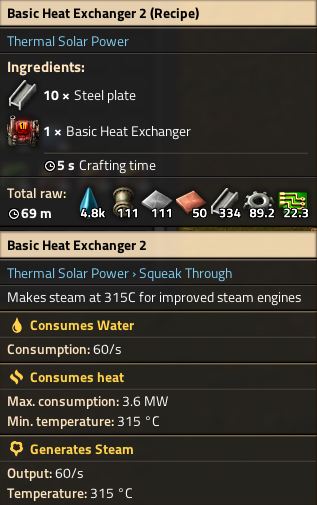 Basic Heat Exchanger 2 (Recipe)
Thermal Solar Power
Ingredients:
10 × Steel plate
1 × Basic Heat Exchanger
5 s Crafting time
Total raw:
69 m 4.8k 111 111 50 334 89.2 22.3
Basic Heat Exchanger 2
Thermal Solar Power › Squeak Through
Makes steam at 315C for improved steam engines
Consumes Water
Consumption: 60/s
Consumes heat
Max. consumption: 3.6 MW
Min. temperature: 315 °C
Generates Steam
Output: 60/s
Temperature: 315 °C